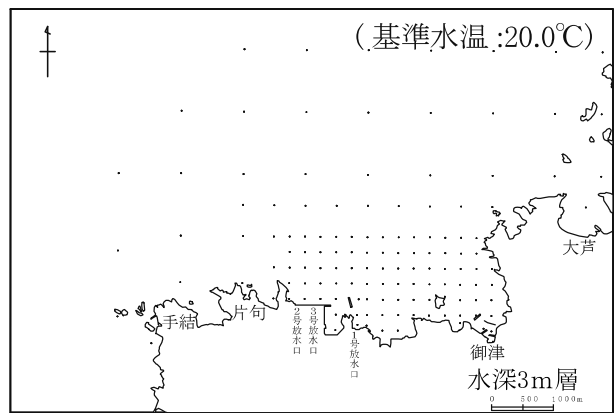 (基準水温:20.0℃)
大芦
手結
片句
2号放水口
3号放水口
1号放水口
御津
水深3m層
0 500 1000m